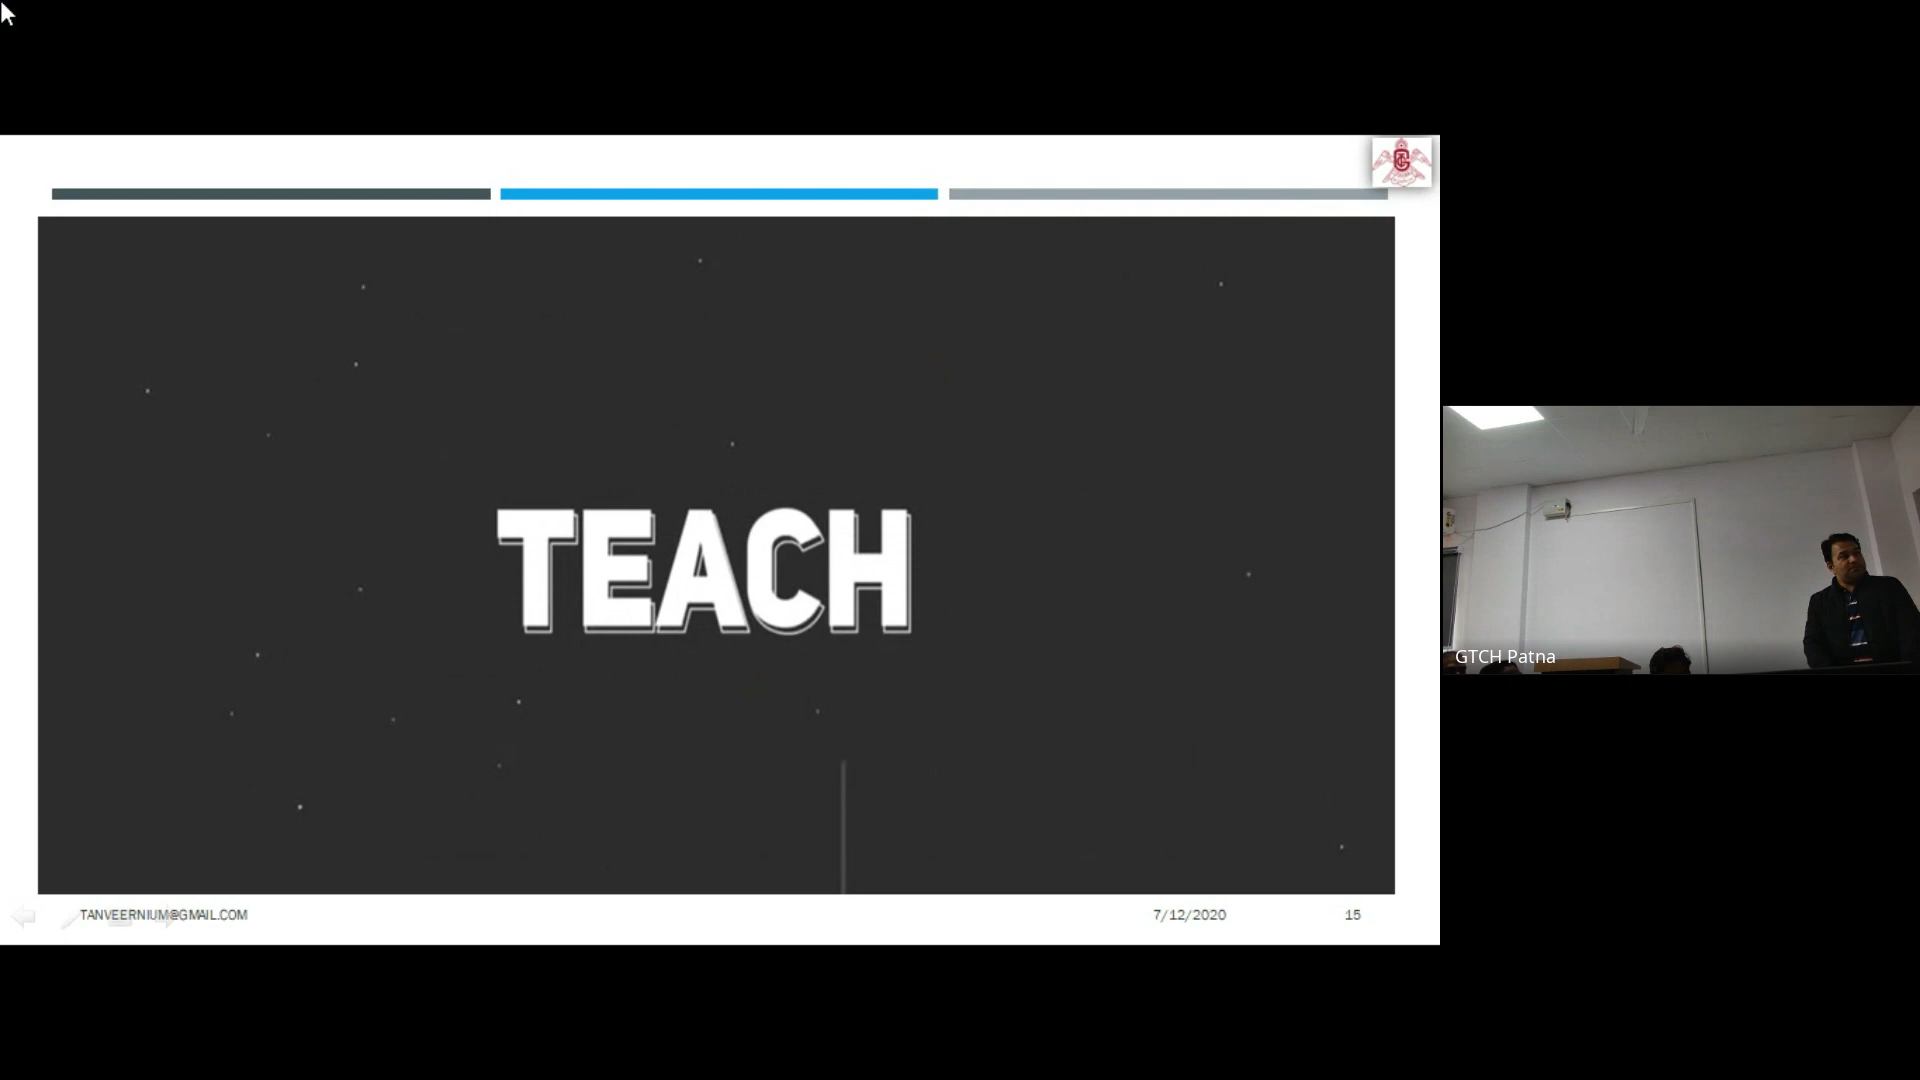 TEACH
TANVEERNIUM@GMAIL.COM
7/12/2020
15
GTCH Patna